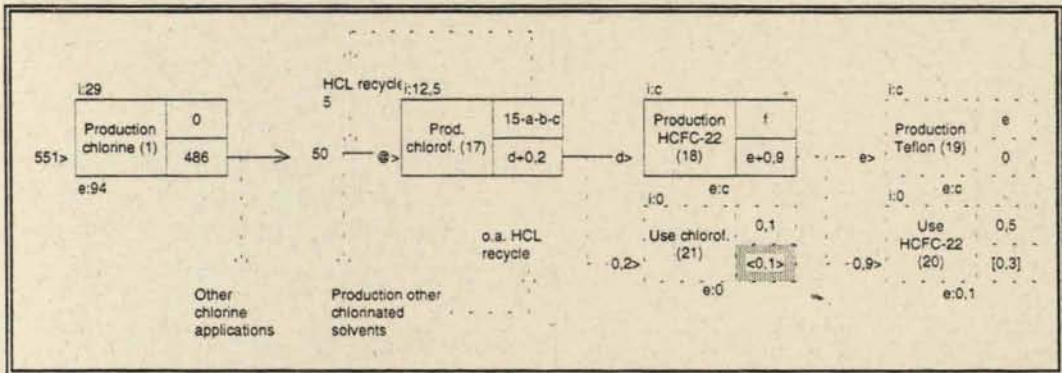 i:29
Production
chlorine (1)
0
486
551>
e:94
HCL recycle
5
50
@>
i:12,5
Prod.
chlorof. (17)
15-a-b-c
d+0,2
d>
i:c
Production
HCFC-22
(18)
f
e+0,9
e:c
e>
i:c
Production
Teflon (19)
e
0
e:c
o.a. HCL
recycle
0,2>
i:0
Use chlorof.
(21)
0,1
<0,1>
e:0
0,9>
i:0
Use
HCFC-22
(20)
0,5
[0,3]
e:0,1
Other
chlorine
applications
Production other
chlorinated
solvents